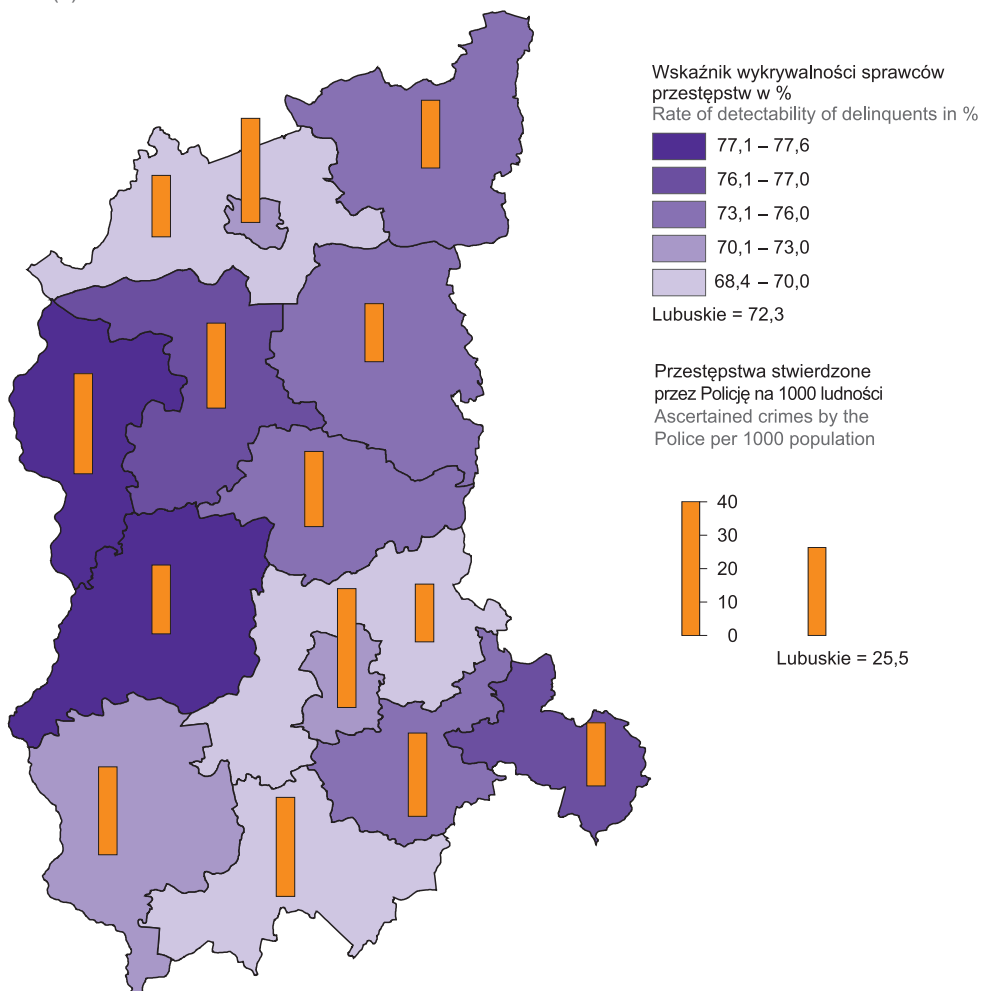 Wskaźnik wykrywalności sprawców
przestępstw w %
Rate of detectability of delinquents in %
77,1 – 77,6
76,1 – 77,0
73,1 – 76,0
70,1 – 73,0
68,4 – 70,0
Lubuskie = 72,3
Przestępstwa stwierdzone
przez Policję na 1000 ludności
Ascertained crimes by the
Police per 1000 population
40
30
20
10
0
Lubuskie = 25,5